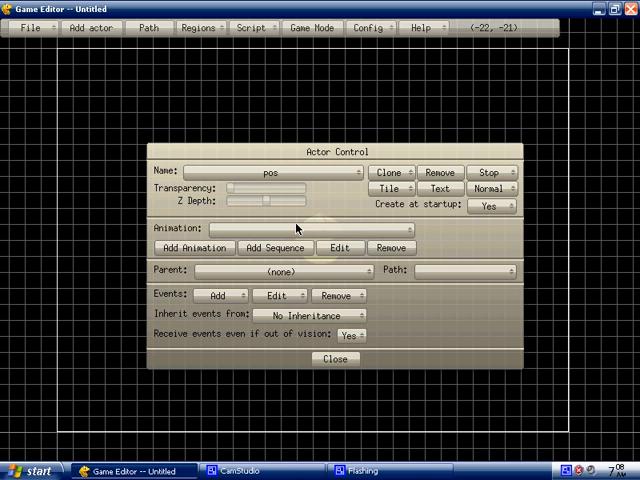 Game Editor -- Untitled
File Add actor Path Regions Script Game Mode Config Help (-22, -21)
Actor Control
Name: pos Clone Remove Stop
Transparency: Tile Text Normal
Z Depth: Create at startup: Yes
Animation:
Add Animation Add Sequence Edit Remove
Parent: (none) Path:
Events: Add Edit Remove
Inherit events from: No Inheritance
Receive events even if out of vision: Yes
Close
start Game Editor -- Untitled CamStudio Flashing 7:08 AM